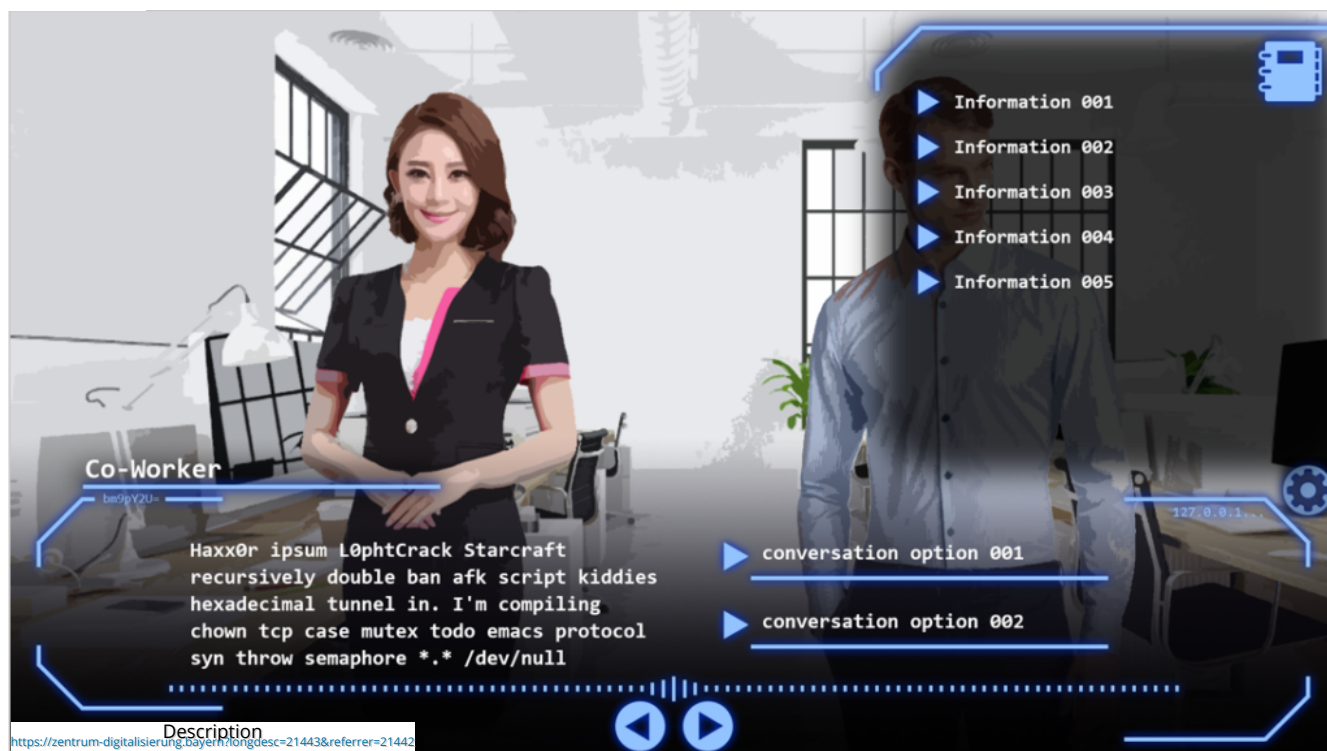 Information 001
Information 002
Information 003
Information 004
Information 005
Co-Worker
bm9pY2U=
127.0.0.1...
Haxx0r ipsum L0phtCrack Starcraft
recursively double ban afk script kiddies
hexadecimal tunnel in. I'm compiling
chown tcp case mutex todo emacs protocol
syn throw semaphore *.* /dev/null
conversation option 001
conversation option 002
Description
https://zentrum-digitalisierung.bayern?longdesc=21443&referrer=21442